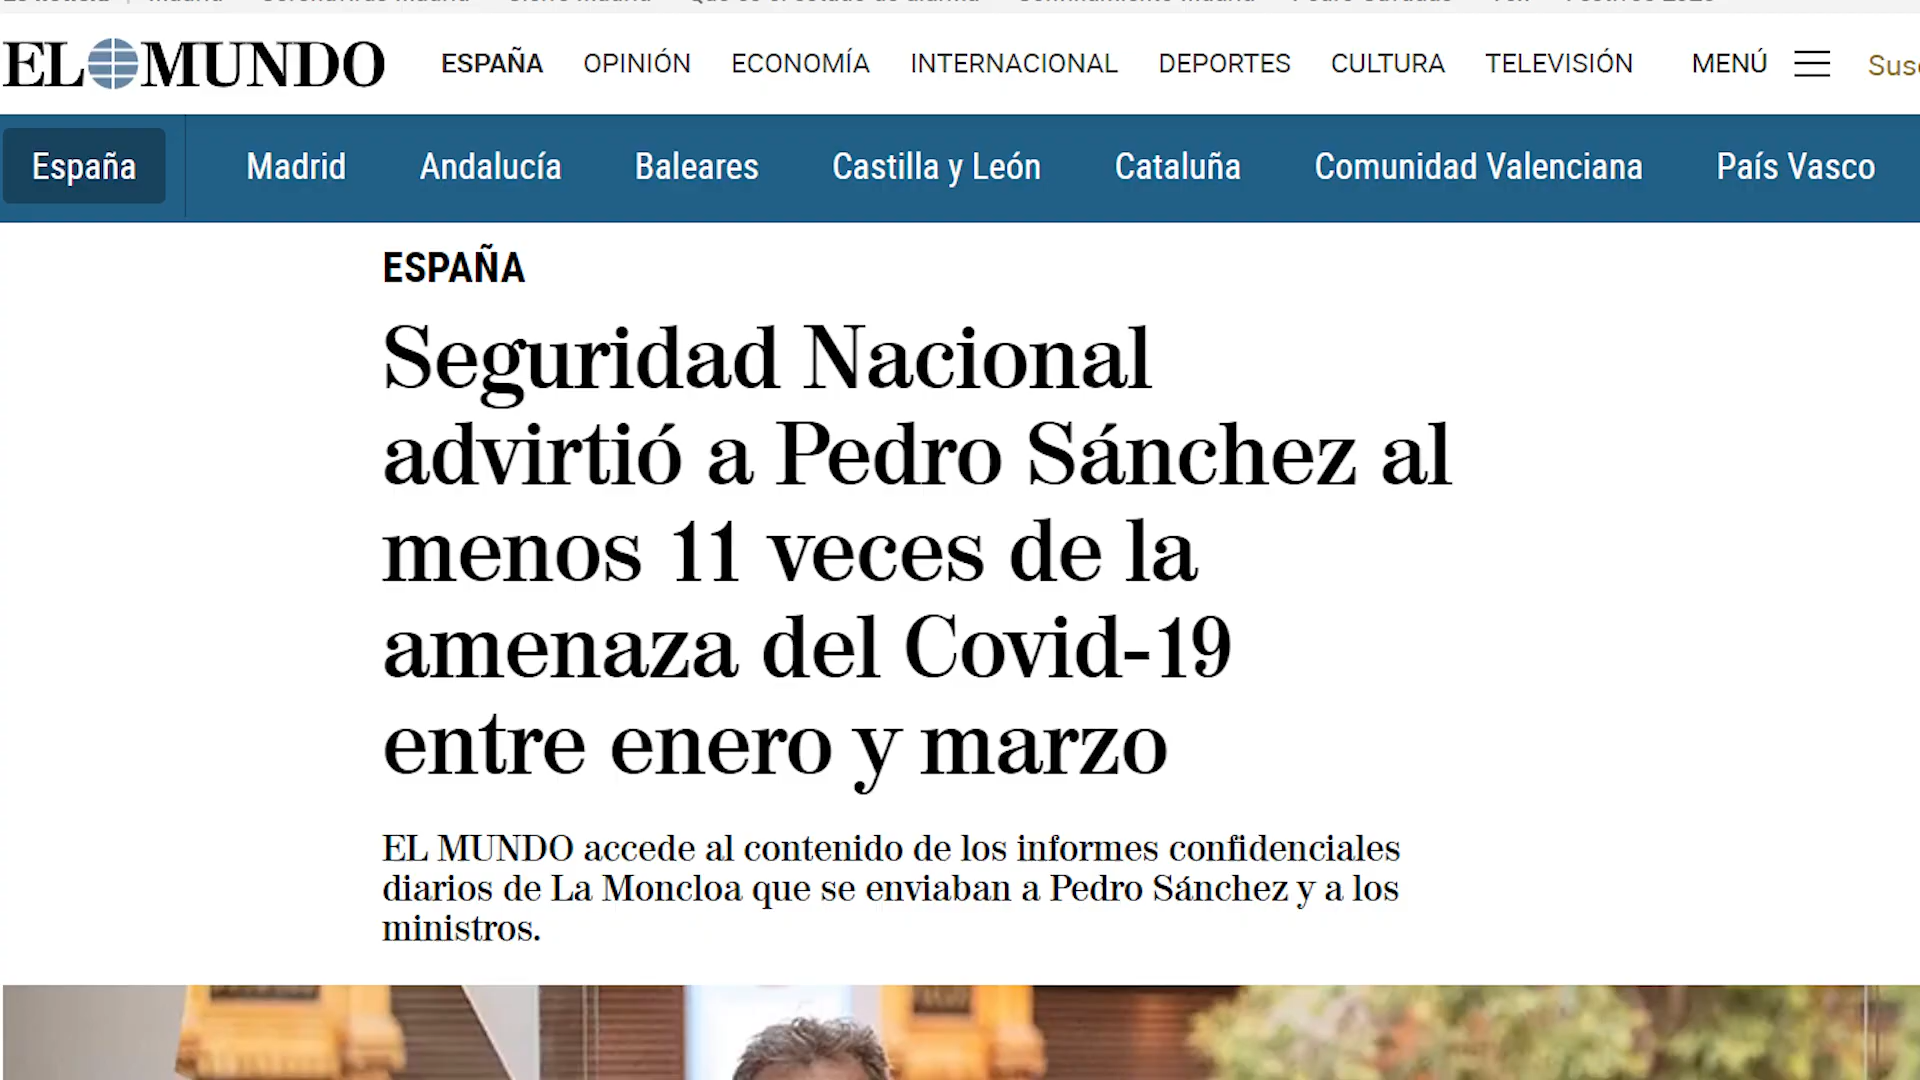 EL MUNDO ESPAÑA OPINIÓN ECONOMÍA INTERNACIONAL DEPORTES CULTURA TELEVISIÓN MENÚ
España Madrid Andalucía Baleares Castilla y León Cataluña Comunidad Valenciana País Vasco
ESPAÑA
Seguridad Nacional
advirtió a Pedro Sánchez al
menos 11 veces de la
amenaza del Covid-19
entre enero y marzo
EL MUNDO accede al contenido de los informes confidenciales
diarios de La Moncloa que se enviaban a Pedro Sánchez y a los
ministros.